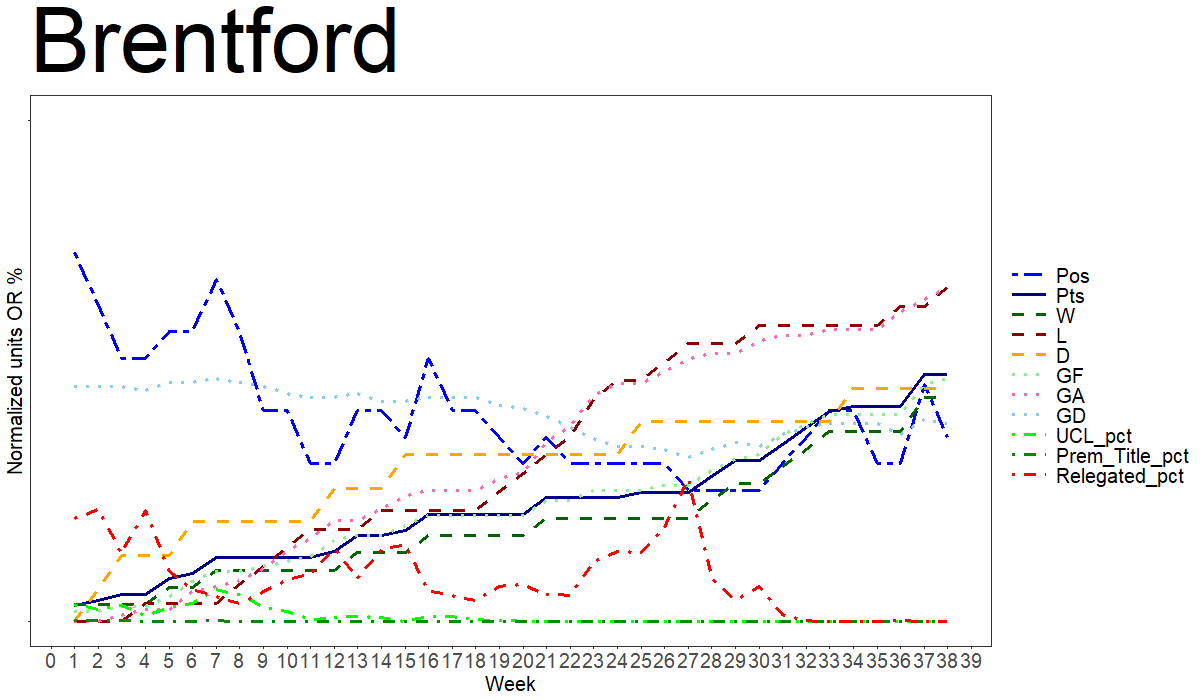 Brentford
Normalized units OR %
Pos
Pts
W
L
D
GF
GA
GD
UCL_pct
Prem_Title_pct
Relegated_pct
0 1 2 3 4 5 6 7 8 9 10 11 12 13 14 15 16 17 18 19 20 21 22 23 24 25 26 27 28 29 30 31 32 33 34 35 36 37 38 39
Week